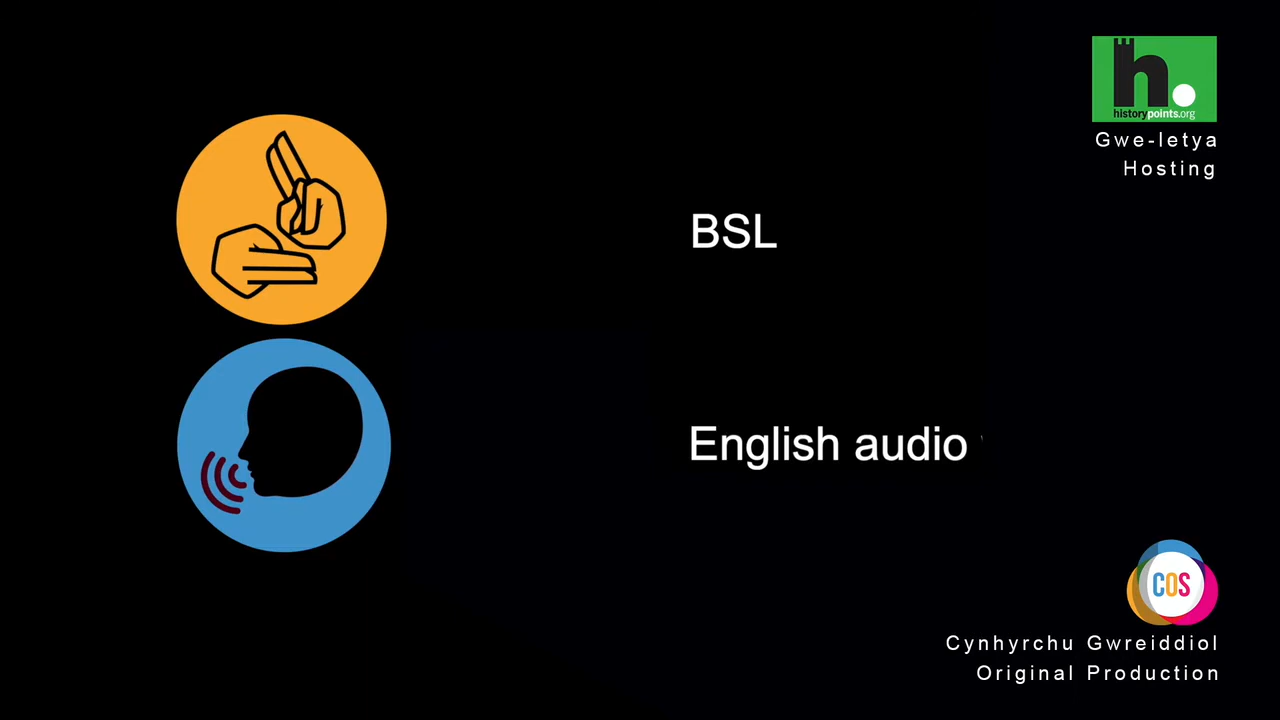 h.
historypoints.org
Gwe-letya
Hosting
BSL
English audio
COS
Cynhyrchu Gwreiddiol
Original Production